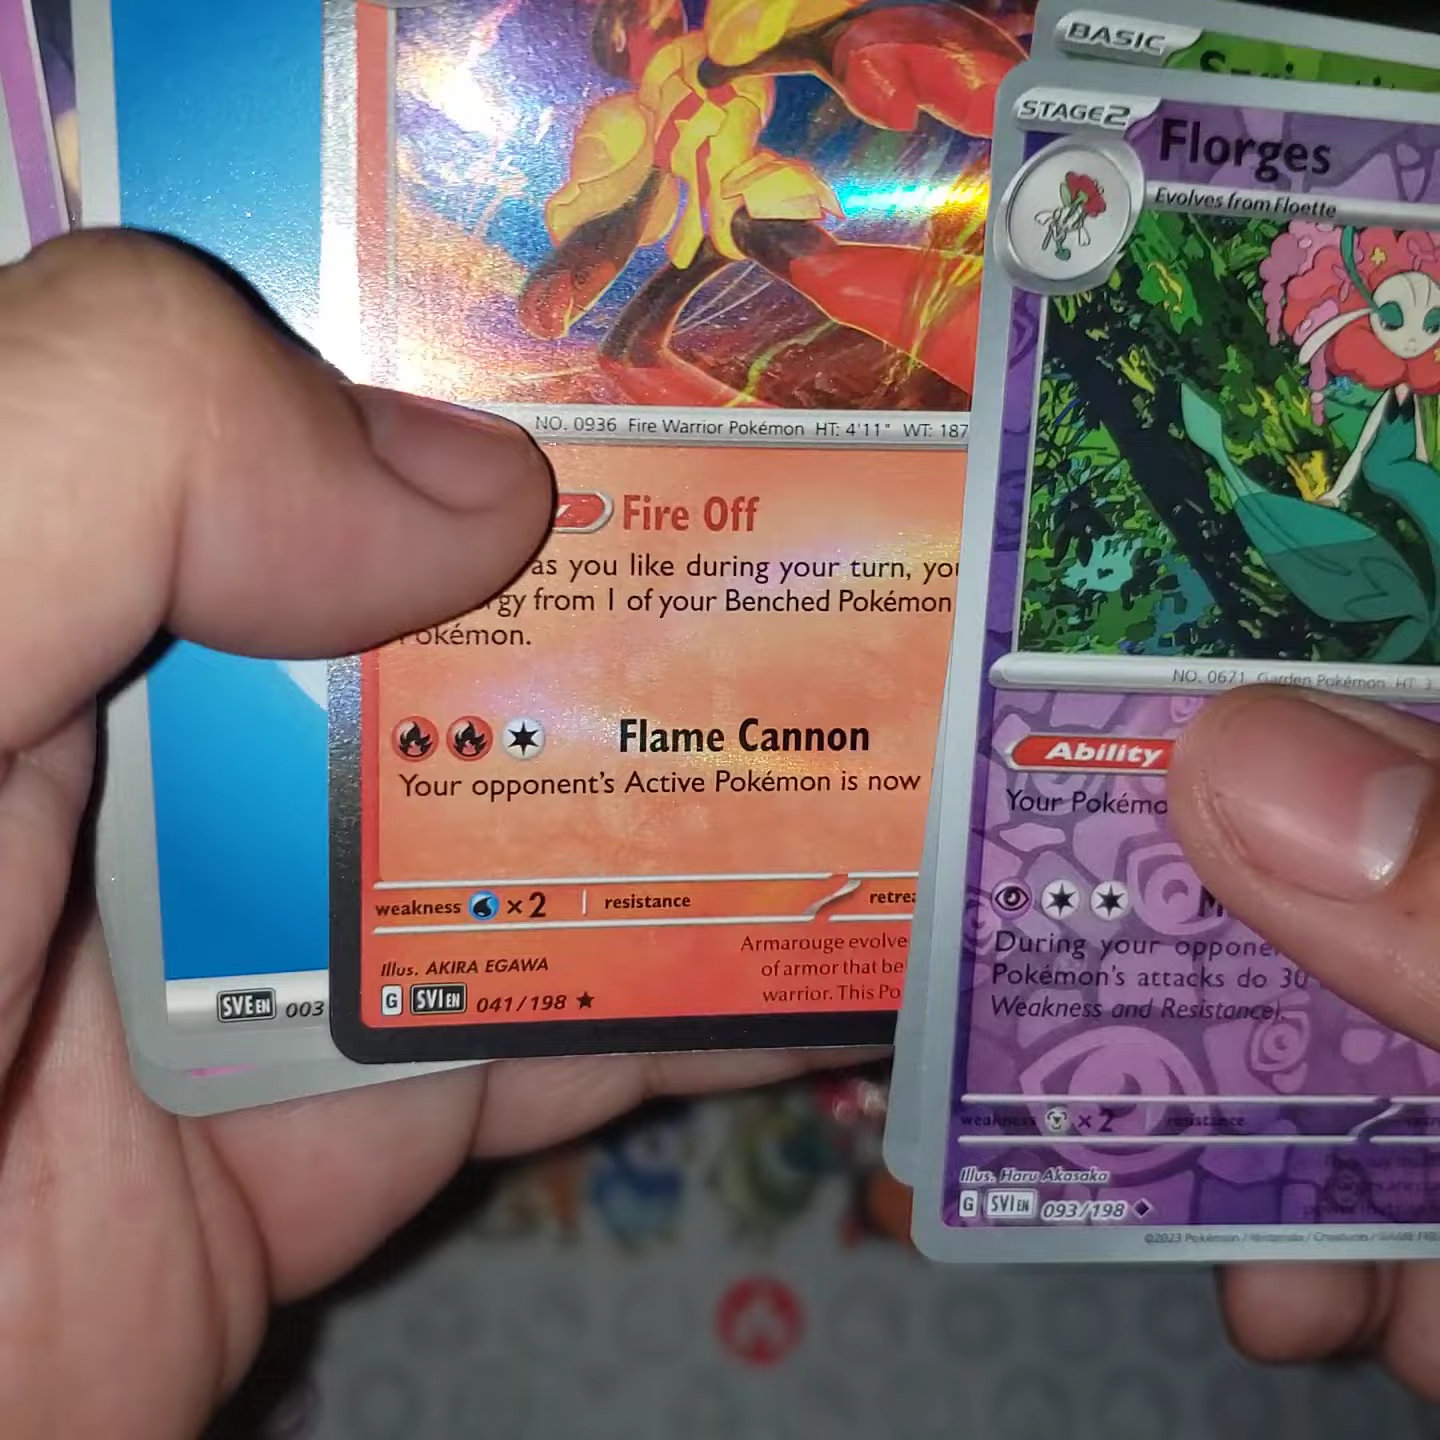 BASIC
STAGE2
Florges
Evolves from Floette
NO. 0936 Fire Warrior Pokémon HT: 4'11" WT: 187
Fire Off
as you like during your turn, you
from 1 of your Benched Pokémon
Pokémon.
Flame Cannon
Your opponent's Active Pokémon is now
weakness ×2 resistance
Armarouge evolve
of armor that be
warrior. This Po
Illus. AKIRA EGAWA
G SVI EN 041/198
SVE EN 003
NO. 0671 Garden Pokémon HT: 3
Ability
Your Pokémo
During your oppone
Pokémon's attacks do 30
Weakness and Resistance).
weakness ×2 resistance
Illus. Haru Akasaka
G SVI EN 093/198
©2023 Pokémon / Nintendo / Creatures / GAME FREAK